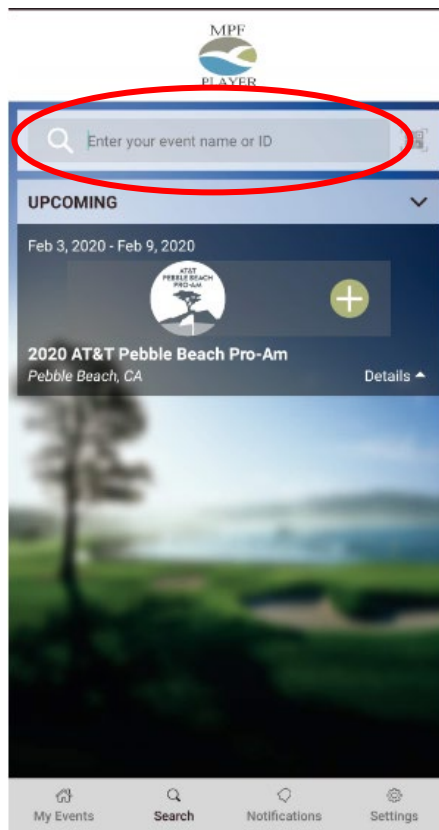 MPF
PLAYER
Enter your event name or ID
UPCOMING
Feb 3, 2020 - Feb 9, 2020
AT&T
PEBBLE BEACH
PRO-AM
2020 AT&T Pebble Beach Pro-Am
Pebble Beach, CA
Details
My Events
Search
Notifications
Settings